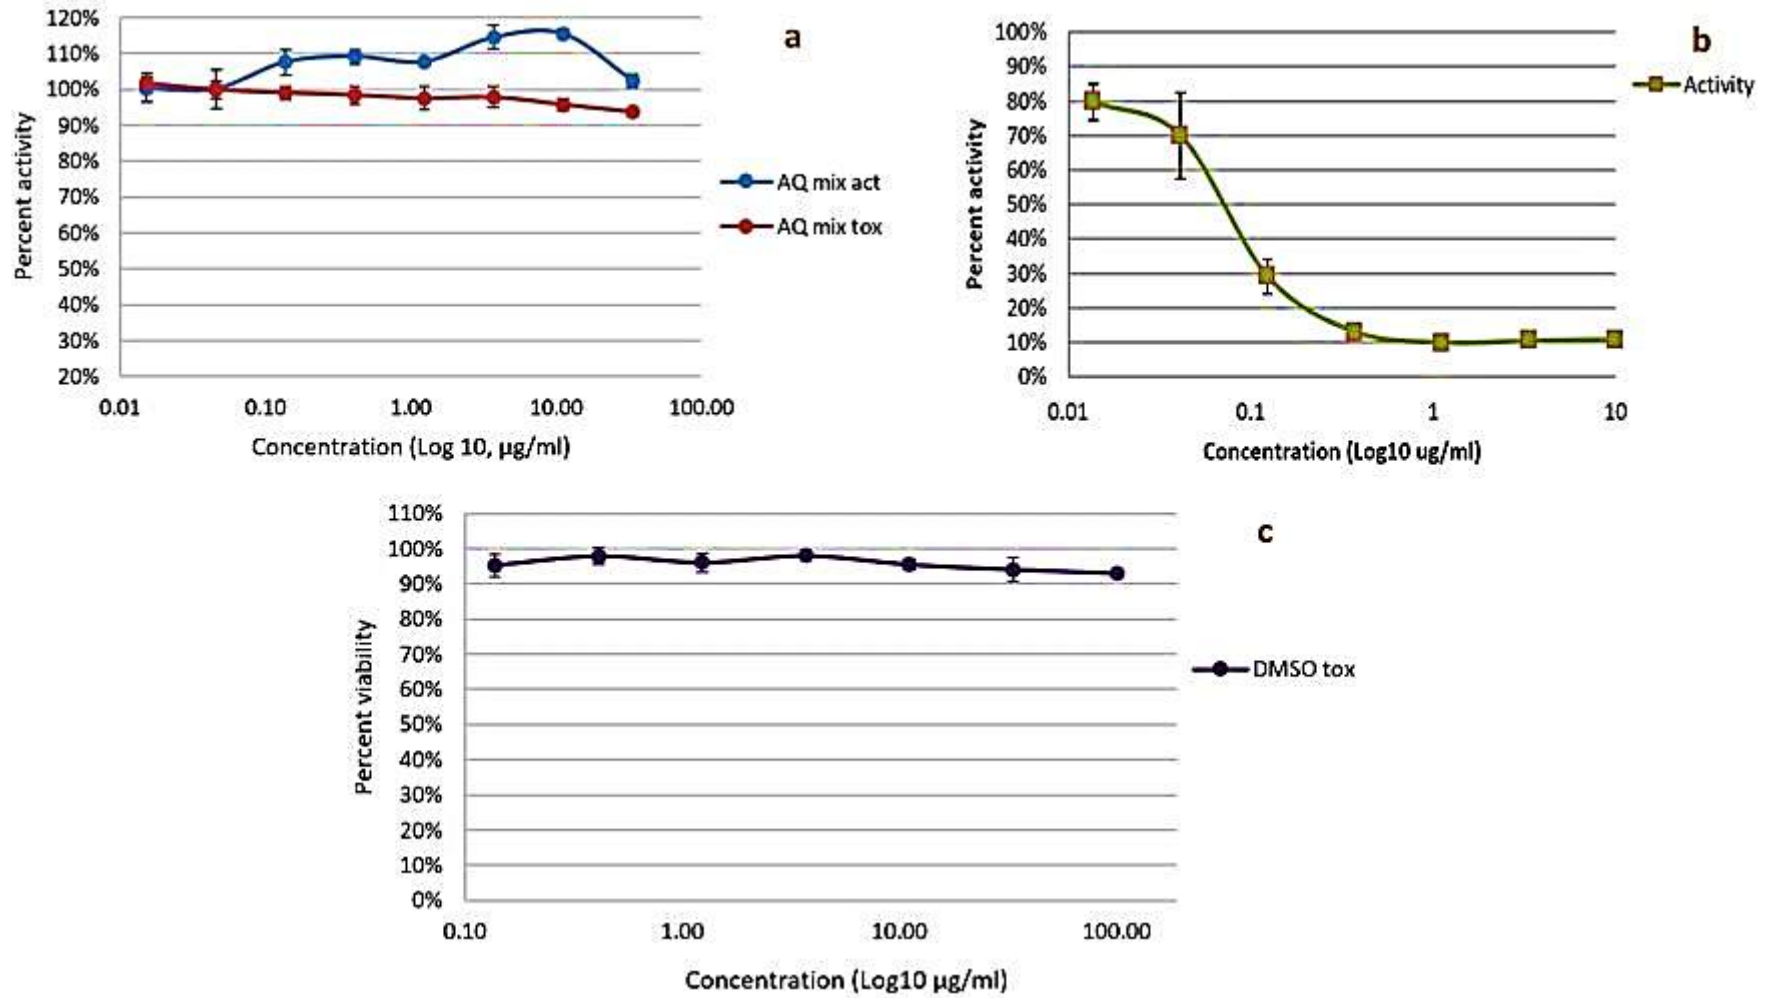 a
120%
110%
100%
90%
80%
70%
60%
50%
40%
30%
20%
Percent activity
0.01 0.10 1.00 10.00 100.00
Concentration (Log 10, µg/ml)
AQ mix act
AQ mix tox
b
100%
90%
80%
70%
60%
50%
40%
30%
20%
10%
0%
Percent activity
0.01 0.1 1 10
Concentration (Log10 ug/ml)
Activity
c
110%
100%
90%
80%
70%
60%
50%
40%
30%
20%
10%
0%
Percent viability
0.10 1.00 10.00 100.00
Concentration (Log10 µg/ml)
DMSO tox